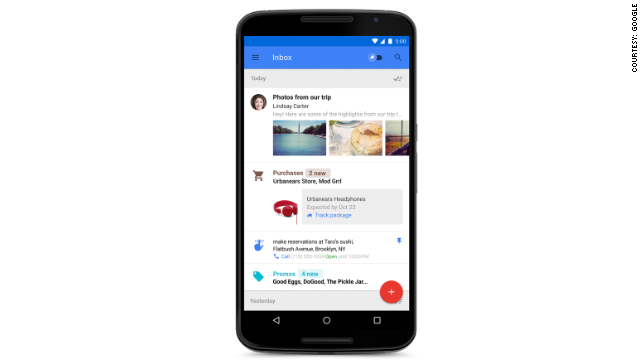 COURTESY: GOOGLE
5:00
Inbox
Today
Photos from our trip
Lindsay Carter
Hey! Here are some of the highlights from our trip t...
Purchases 2 new
Urbanears Store, Mod Grrl
Urbanears Headphones
Expected by Oct 22
Track package
make reservations at Taro's sushi,
Flatbush Avenue, Brooklyn, NY
Call Open until 10:00PM
Promos 4 new
Good Eggs, DoGood, The Pickle Jar...
Yesterday